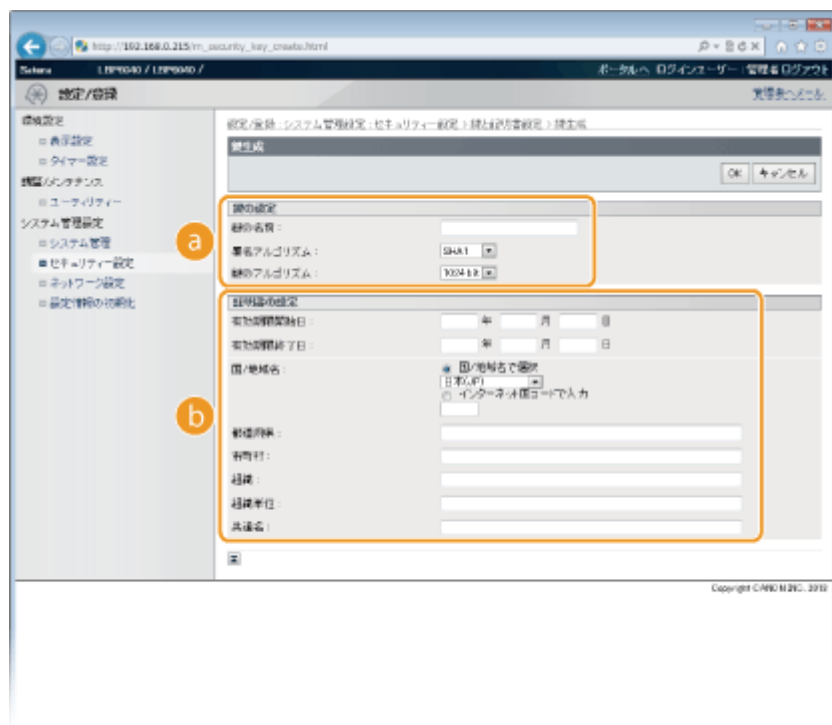 http://192.168.0.215/m_security_key_create.html
Satera LBP6040 / LBP6040 / ポータルへ ログインユーザー: 管理者 ログアウト
設定/登録 管理者へメール
環境設定
表示設定
タイマー設定
調整/メンテナンス
ユーティリティー
システム管理設定
システム管理
セキュリティー設定
ネットワーク設定
設定情報の初期化
設定/登録 : システム管理設定 : セキュリティー設定 > 鍵と証明書設定 > 鍵生成
鍵生成
OK キャンセル
a
鍵の設定
鍵の名前 :
署名アルゴリズム : SHA1
鍵のアルゴリズム : 1024 bit
b
証明書の設定
有効期間開始日 : 年 月 日
有効期間終了日 : 年 月 日
国/地域名 : 国/地域名で選択
日本(JP)
インターネット国コードで入力
都道府県 :
市町村 :
組織 :
組織単位 :
共通名 :
Copyright CANON INC. 2012